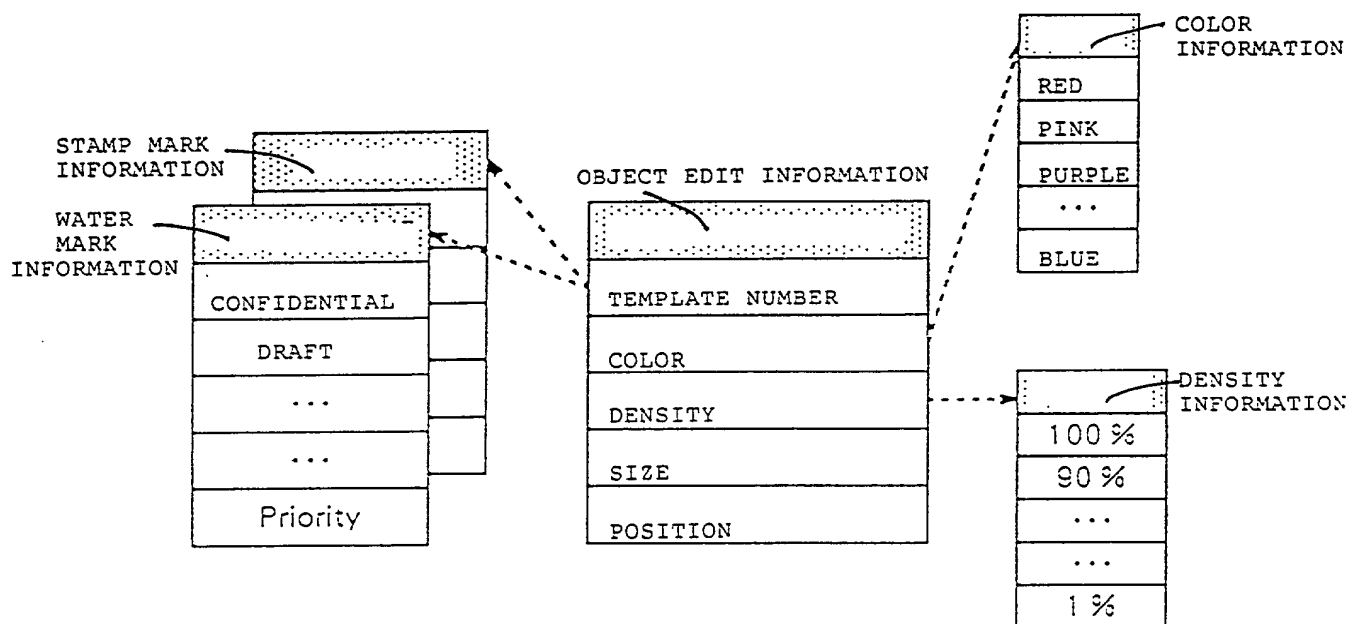 STAMP MARK
INFORMATION
WATER
MARK
INFORMATION
CONFIDENTIAL
DRAFT
...
...
Priority
OBJECT EDIT INFORMATION
TEMPLATE NUMBER
COLOR
DENSITY
SIZE
POSITION
COLOR
INFORMATION
RED
PINK
PURPLE
...
BLUE
DENSITY
INFORMATION
100%
90%
...
...
1%